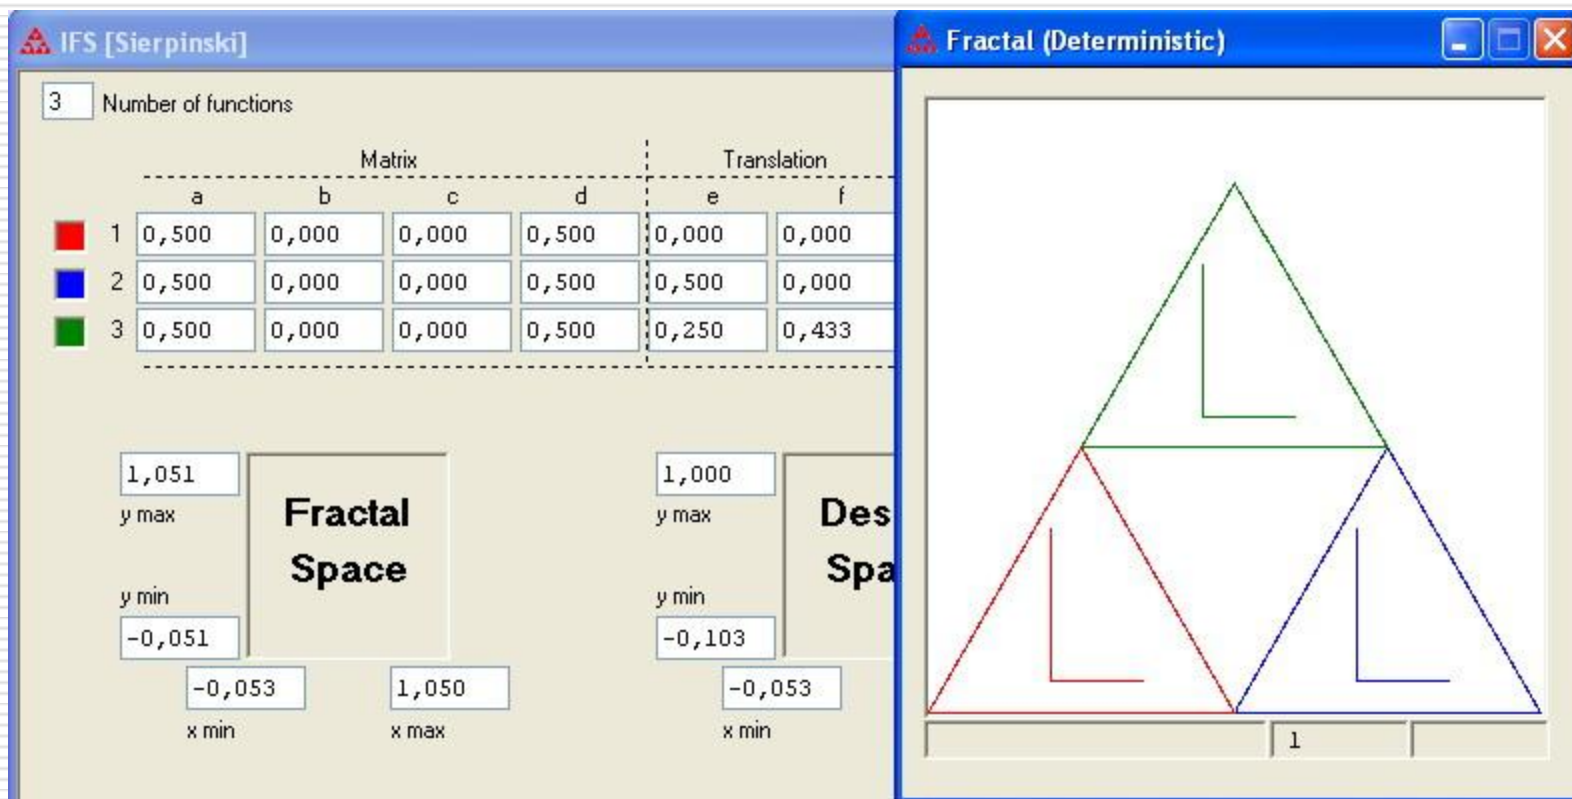 IFS [Sierpinski]
3 Number of functions
Matrix Translation
a b c d e f
1 0,500 0,000 0,000 0,500 0,000 0,000
2 0,500 0,000 0,000 0,500 0,500 0,000
3 0,500 0,000 0,000 0,500 0,250 0,433
1,051
y max
Fractal
Space
y min
-0,051
-0,053 1,050
x min x max
1,000
y max
Des
Spa
y min
-0,103
-0,053
x min
Fractal (Deterministic)
L
L L
1